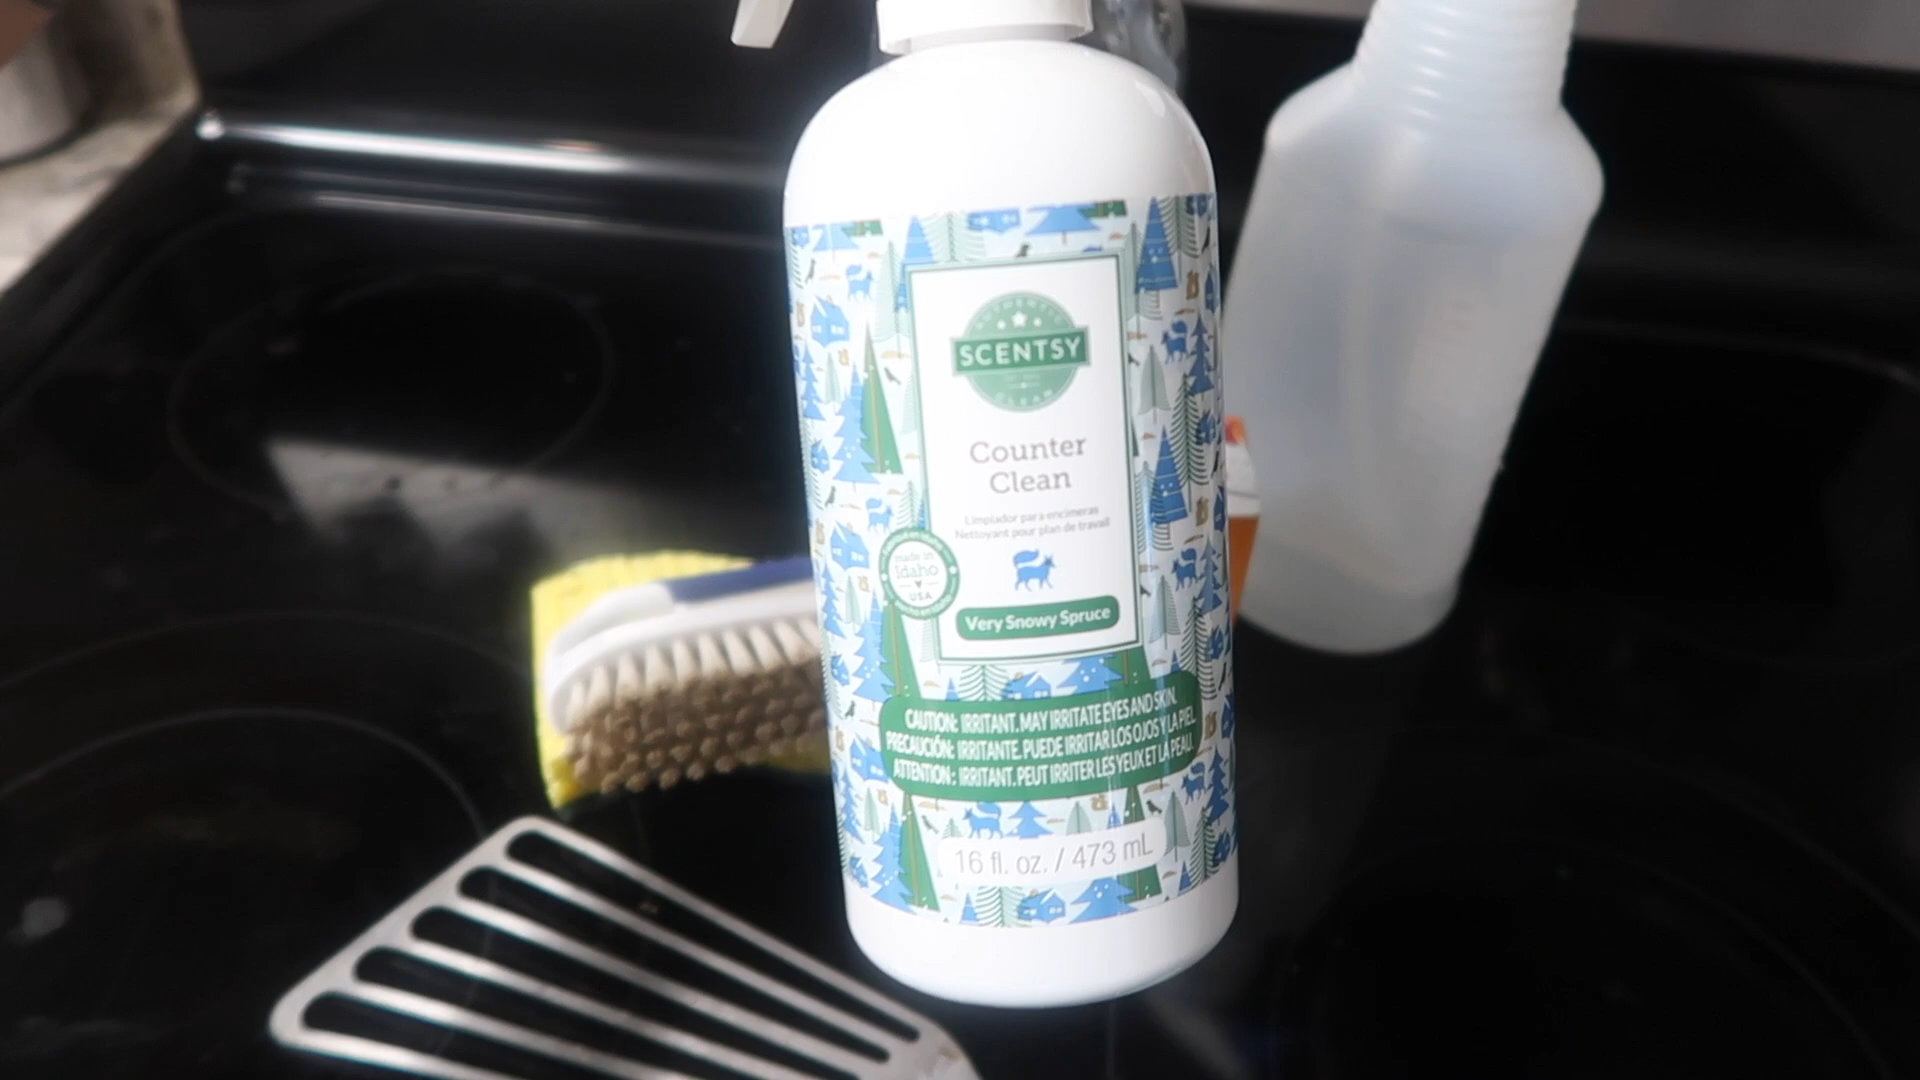 AUTHENTIC
SCENTSY
CLEAN
Counter
Clean
Limpiador para encimeras
Nettoyant pour plan de travail
made in
Idaho
USA
Very Snowy Spruce
CAUTION: IRRITANT. MAY IRRITATE EYES AND SKIN.
PRECAUCIÓN: IRRITANTE. PUEDE IRRITAR LOS OJOS Y LA PIEL.
ATTENTION: IRRITANT. PEUT IRRITER LES YEUX ET LA PEAU.
16 fl. oz. / 473 mL